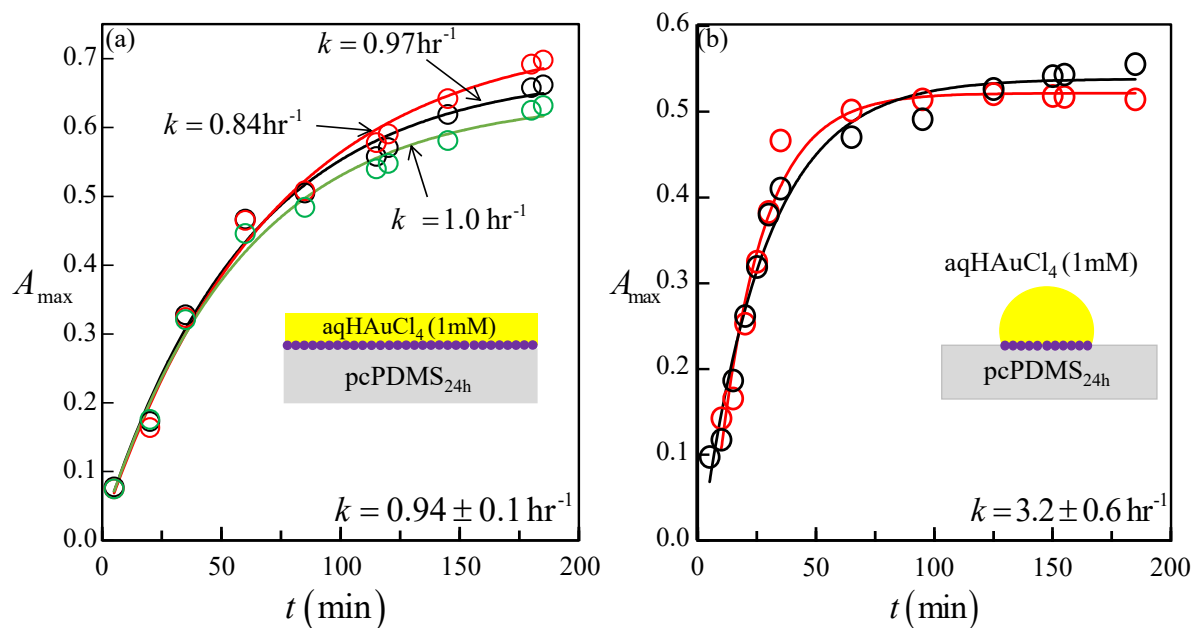 (a)
k = 0.97hr⁻¹
k = 0.84hr⁻¹
k = 1.0 hr⁻¹
A_max
aqHAuCl₄ (1mM)
pcPDMS₂₄ₕ
k = 0.94 ± 0.1 hr⁻¹
0.7
0.6
0.5
0.4
0.3
0.2
0.1
0.0
0 50 100 150 200
t (min)
(b)
0.6
0.5
0.4
0.3
0.2
0.1
0.0
A_max
aqHAuCl₄ (1mM)
pcPDMS₂₄ₕ
k = 3.2 ± 0.6 hr⁻¹
0 50 100 150 200
t (min)